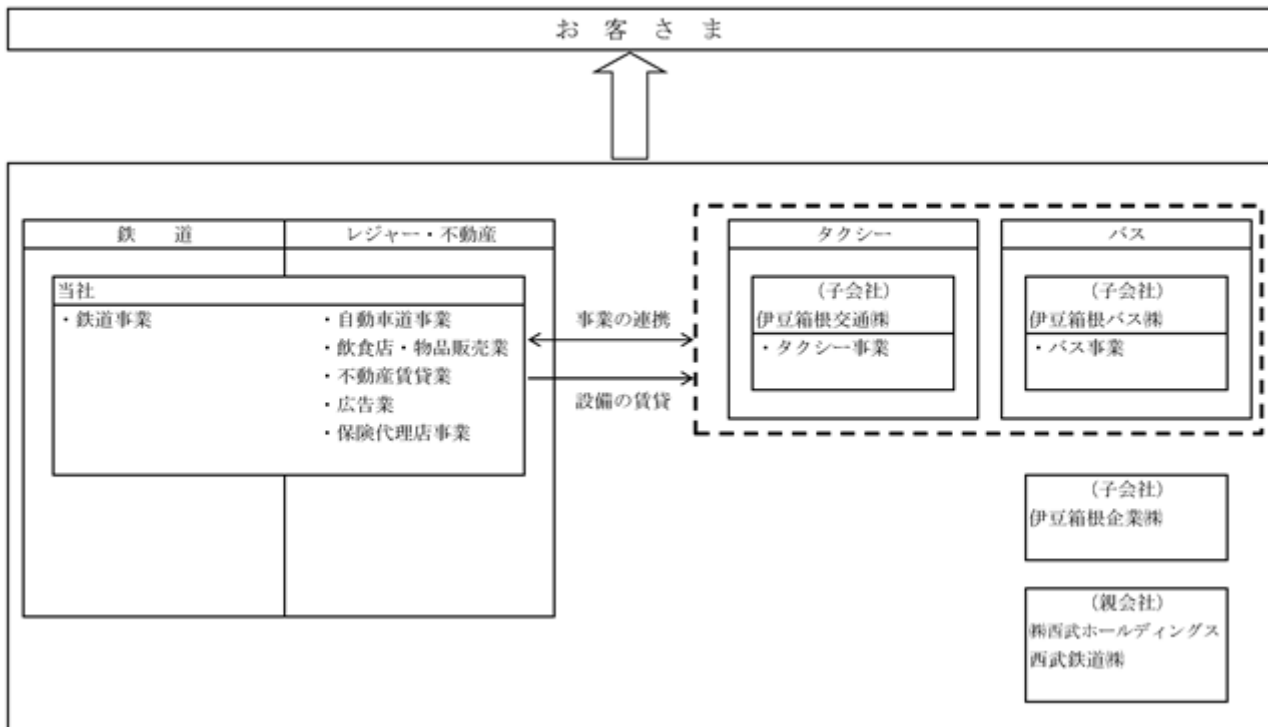 お客さま
鉄道
レジャー・不動産
当社
・鉄道事業
・自動車道事業
・飲食店・物品販売業
・不動産賃貸業
・広告業
・保険代理店事業
事業の連携
設備の賃貸
タクシー
(子会社)
伊豆箱根交通㈱
・タクシー事業
バス
(子会社)
伊豆箱根バス㈱
・バス事業
(子会社)
伊豆箱根企業㈱
(親会社)
㈱西武ホールディングス
西武鉄道㈱